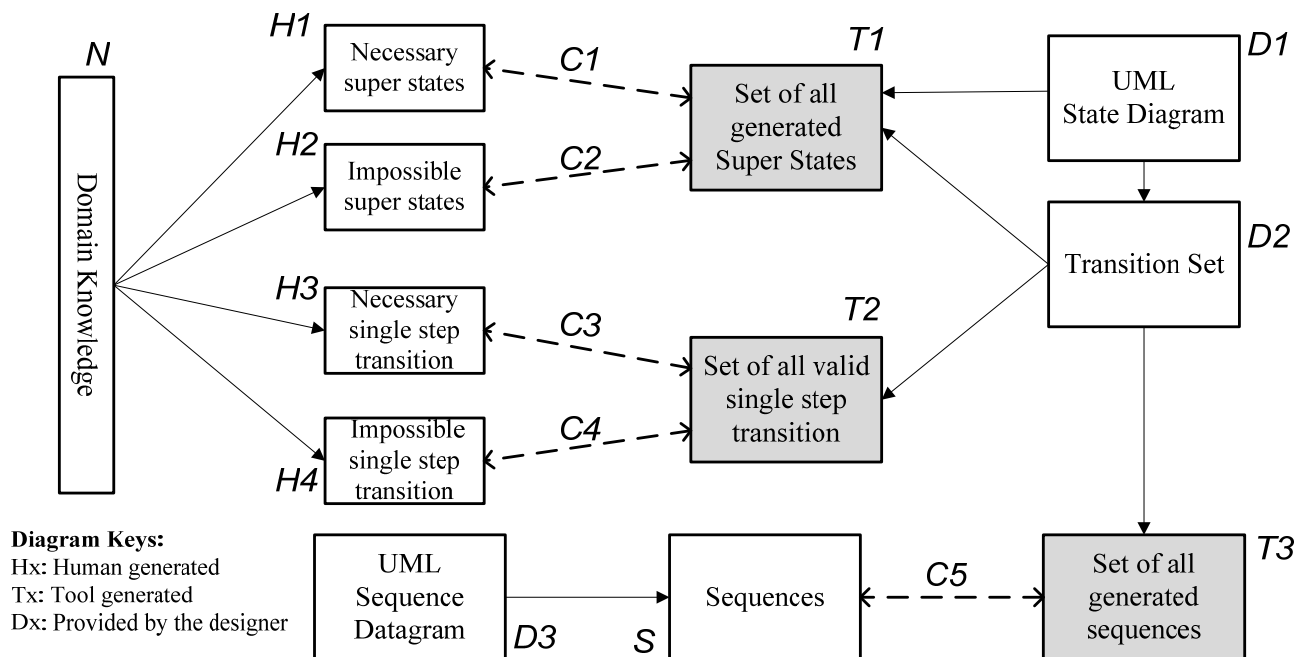 N
Domain Knowledge
H1
Necessary
super states
C1
T1
Set of all
generated
Super States
D1
UML
State Diagram
H2
Impossible
super states
C2
D2
Transition Set
H3
Necessary
single step
transition
C3
T2
Set of all valid
single step
transition
H4
Impossible
single step
transition
C4
Diagram Keys:
Hx: Human generated
Tx: Tool generated
Dx: Provided by the designer
UML
Sequence
Datagram
D3
S
Sequences
C5
T3
Set of all
generated
sequences